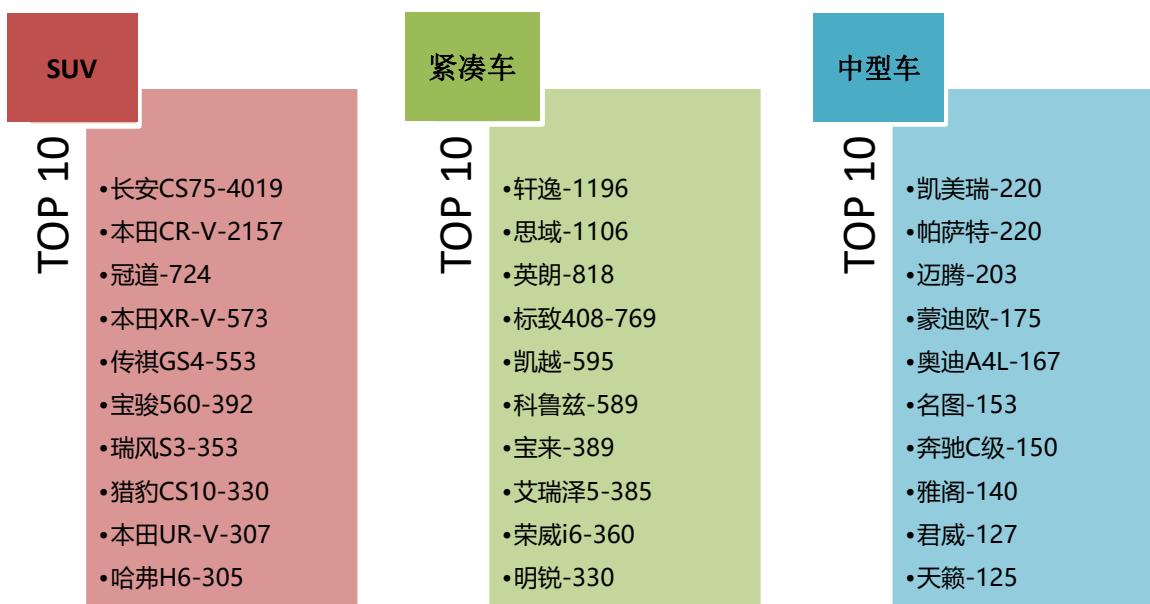 SUV
TOP 10
•长安CS75-4019
•本田CR-V-2157
•冠道-724
•本田XR-V-573
•传祺GS4-553
•宝骏560-392
•瑞风S3-353
•猎豹CS10-330
•本田UR-V-307
•哈弗H6-305
紧凑车
TOP 10
•轩逸-1196
•思域-1106
•英朗-818
•标致408-769
•凯越-595
•科鲁兹-589
•宝来-389
•艾瑞泽5-385
•荣威i6-360
•明锐-330
中型车
TOP 10
•凯美瑞-220
•帕萨特-220
•迈腾-203
•蒙迪欧-175
•奥迪A4L-167
•名图-153
•奔驰C级-150
•雅阁-140
•君威-127
•天籁-125